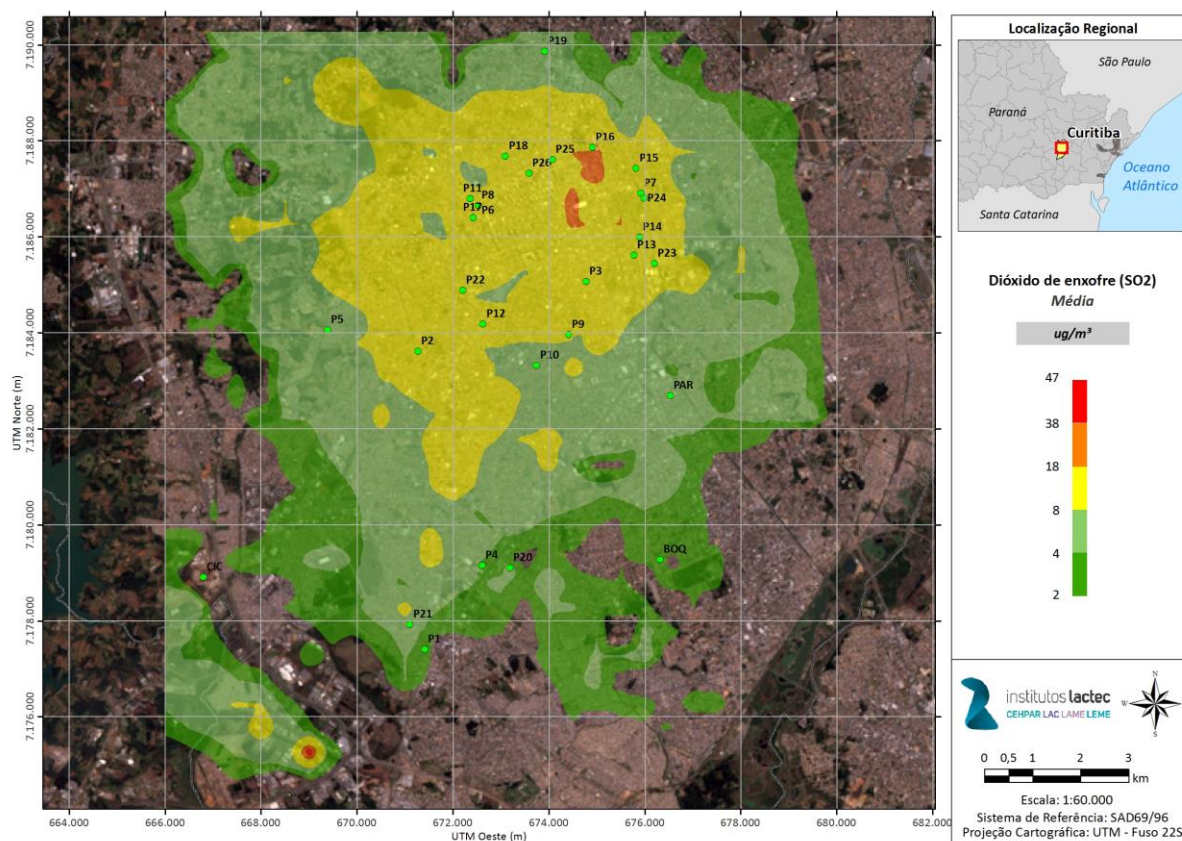 7.190.000
7.188.000
7.186.000
7.184.000
7.182.000
7.180.000
7.178.000
7.176.000
UTM Norte (m)
P19
P18
P25
P16
P26
P15
P11
P8
P7
P24
P17
P6
P14
P13
P23
P3
P22
P12
P5
P9
P2
P10
PAR
P4
P20
BOQ
CIC
P21
P1
664.000
666.000
668.000
670.000
672.000
674.000
676.000
678.000
680.000
682.000
UTM Oeste (m)
Localização Regional
São Paulo
Paraná
Curitiba
Oceano
Atlântico
Santa Catarina
Dióxido de enxofre (SO2)
Média
ug/m³
47
38
18
8
4
2
institutos lactec
CEHPAR LAC LAME LEME
N
W
E
S
0 0,5 1 2 3
km
Escala: 1:60.000
Sistema de Referência: SAD69/96
Projeção Cartográfica: UTM - Fuso 22S